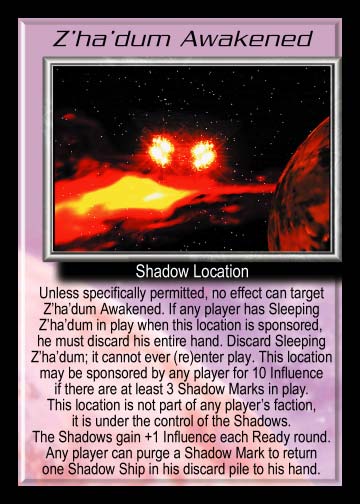 Z'ha'dum Awakened
Shadow Location
Unless specifically permitted, no effect can target
Z'ha'dum Awakened. If any player has Sleeping
Z'ha'dum in play when this location is sponsored,
he must discard his entire hand. Discard Sleeping
Z'ha'dum; it cannot ever (re)enter play. This location
may be sponsored by any player for 10 Influence
if there are at least 3 Shadow Marks in play.
This location is not part of any player's faction,
it is under the control of the Shadows.
The Shadows gain +1 Influence each Ready round.
Any player can purge a Shadow Mark to return
one Shadow Ship in his discard pile to his hand.